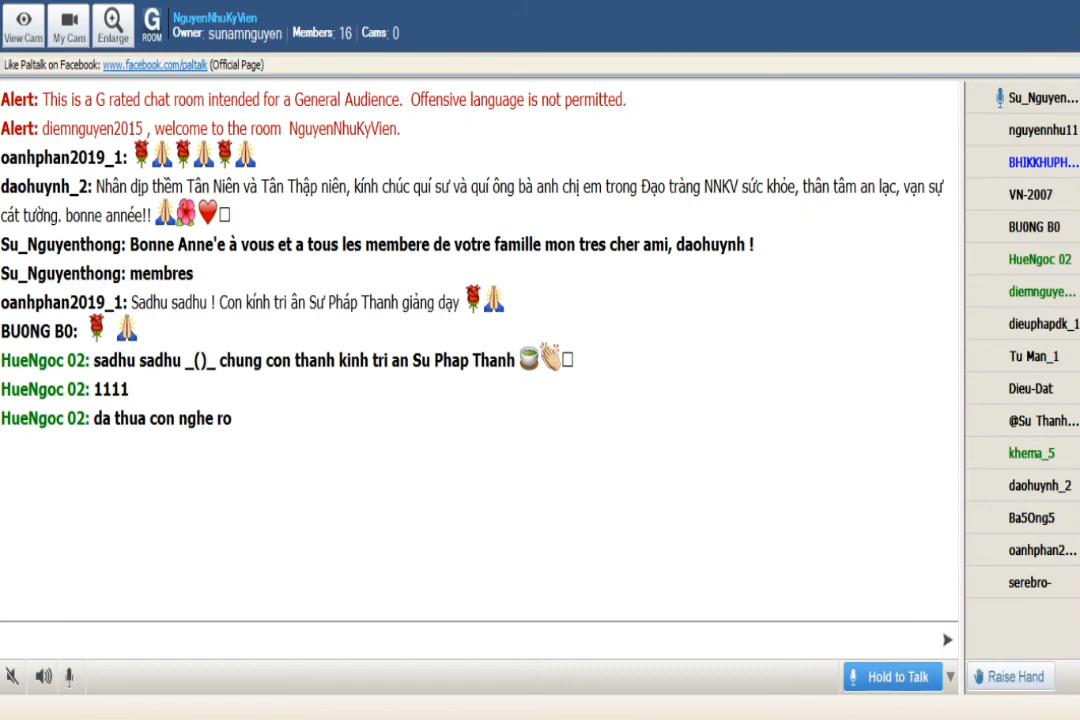 View Cam
My Cam
Enlarge
G
ROOM
NguyenNhuKyVien
Owner: sunamnguyen | Members: 16 | Cams: 0
Like Paltalk on Facebook: www.facebook.com/paltalk (Official Page)
Alert: This is a G rated chat room intended for a General Audience. Offensive language is not permitted.
Alert: diemnguyen2015 , welcome to the room NguyenNhuKyVien.
oanhphan2019_1: 🌹🙏🌹🙏🌹🙏
daohuynh_2: Nhân dịp thềm Tân Niên và Tân Thập niên, kính chúc quí sư và quí ông bà anh chị em trong Đạo tràng NNKV sức khỏe, thân tâm an lạc, vạn sự
cát tường. bonne année!! 🙏🌺❤□
Su_Nguyenthong: Bonne Anne'e à vous et a tous les membere de votre famille mon tres cher ami, daohuynh !
Su_Nguyenthong: membres
oanhphan2019_1: Sadhu sadhu ! Con kính tri ân Sư Pháp Thanh giảng dạy 🌹🙏
BU0NG B0: 🌹 🙏
HueNgoc 02: sadhu sadhu _()_ chung con thanh kinh tri an Su Phap Thanh 🍵👏□
HueNgoc 02: 1111
HueNgoc 02: da thua con nghe ro
Su_Nguyen...
nguyennhu11
BHIKKHUPH...
VN-2007
BU0NG B0
HueNgoc 02
diemnguye...
dieuphapdk_1
Tu Man_1
Dieu-Dat
@Su Thanh...
khema_5
daohuynh_2
Ba5Ong5
oanhphan2...
serebro-
Hold to Talk
Raise Hand